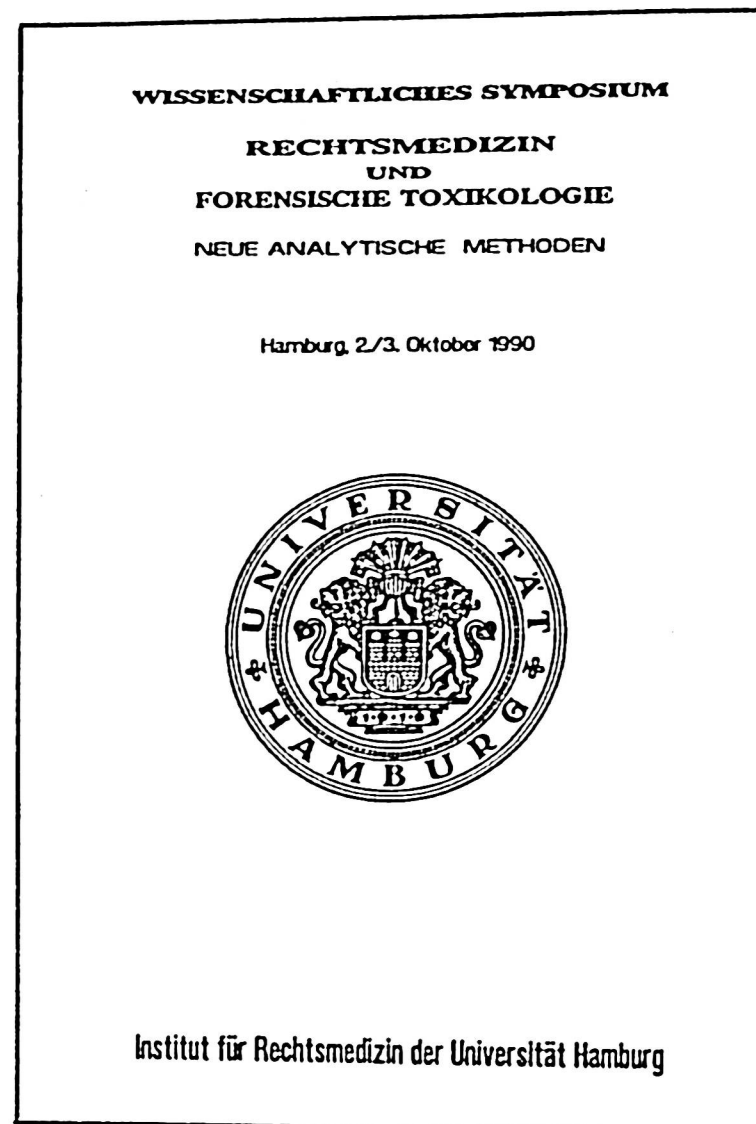 WISSENSCHAFTLICHES SYMPOSIUM
RECHTSMEDIZIN
UND
FORENSISCHE TOXIKOLOGIE
NEUE ANALYTISCHE METHODEN
Hamburg, 2./3. Oktober 1990
UNIVERSITÄT
HAMBURG
Institut für Rechtsmedizin der Universität Hamburg